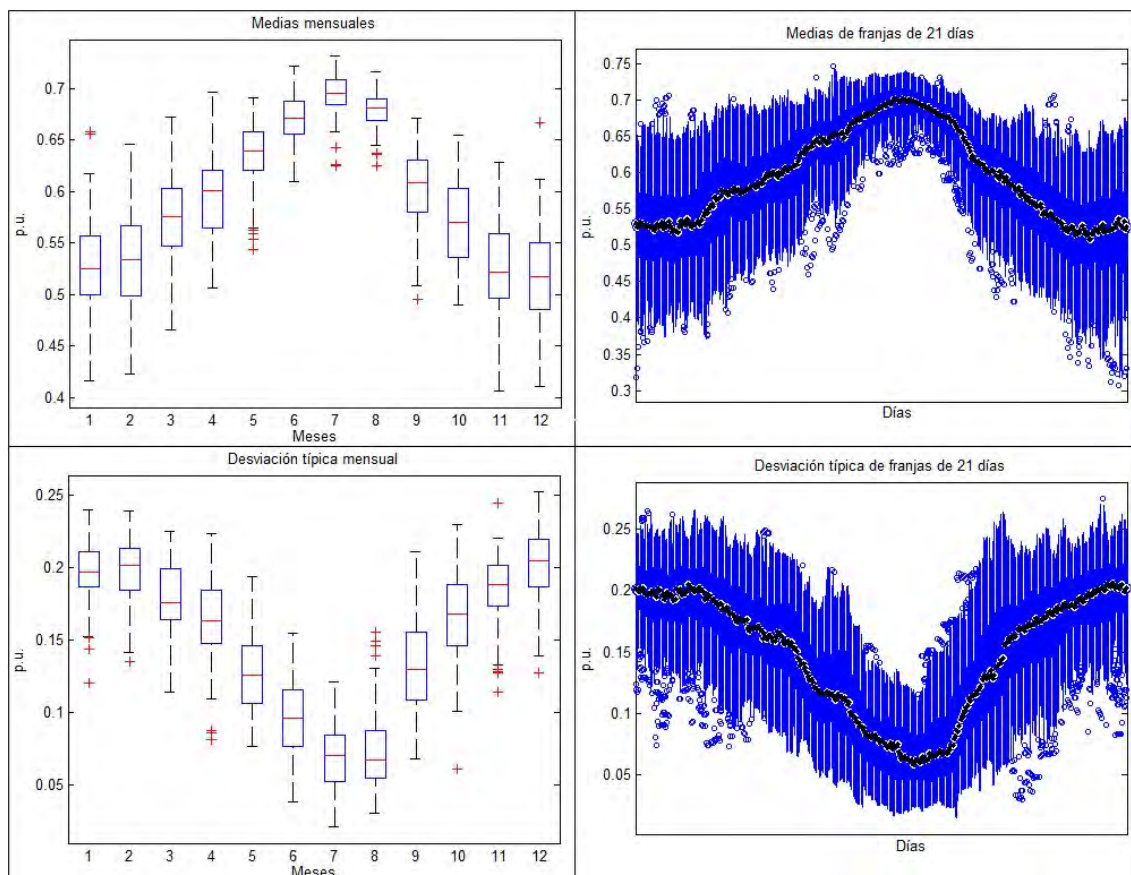 Medias mensuales
0.7
0.65
0.6
0.55
0.5
0.45
0.4
p.u.
1 2 3 4 5 6 7 8 9 10 11 12
Meses
Medias de franjas de 21 días
0.75
0.7
0.65
0.6
0.55
0.5
0.45
0.4
0.35
0.3
p.u.
Días
Desviación típica mensual
0.25
0.2
0.15
0.1
0.05
p.u.
1 2 3 4 5 6 7 8 9 10 11 12
Meses
Desviación típica de franjas de 21 días
0.25
0.2
0.15
0.1
0.05
p.u.
Días